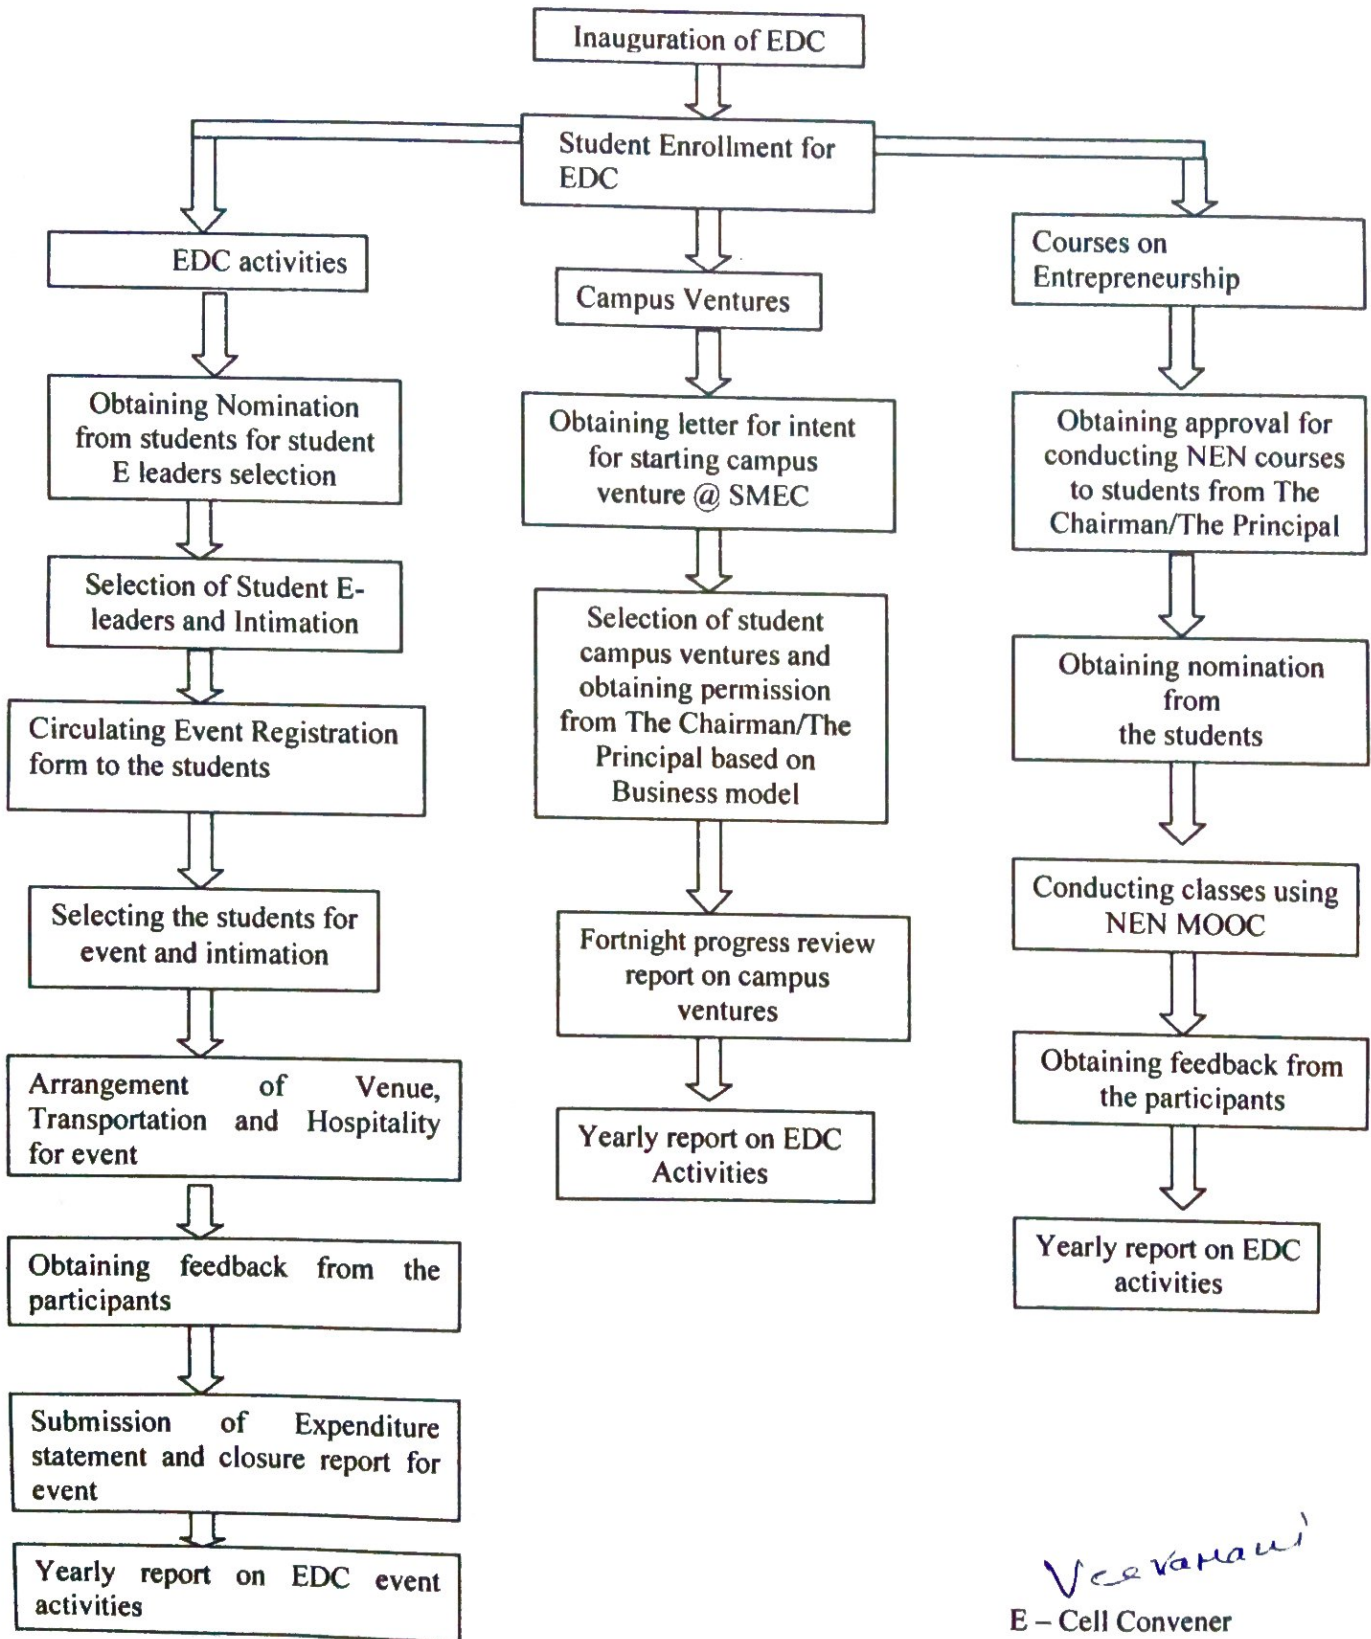 Inauguration of EDC
Student Enrollment for
EDC
EDC activities
Obtaining Nomination
from students for student
E leaders selection
Selection of Student E-
leaders and Intimation
Circulating Event Registration
form to the students
Selecting the students for
event and intimation
Arrangement of Venue,
Transportation and Hospitality
for event
Obtaining feedback from the
participants
Submission of Expenditure
statement and closure report for
event
Yearly report on EDC event
activities
Campus Ventures
Obtaining letter for intent
for starting campus
venture @ SMEC
Selection of student
campus ventures and
obtaining permission
from The Chairman/The
Principal based on
Business model
Fortnight progress review
report on campus
ventures
Yearly report on EDC
Activities
Courses on
Entrepreneurship
Obtaining approval for
conducting NEN courses
to students from The
Chairman/The Principal
Obtaining nomination
from
the students
Conducting classes using
NEN MOOC
Obtaining feedback from
the participants
Yearly report on EDC
activities
Veeramani
E – Cell Convener